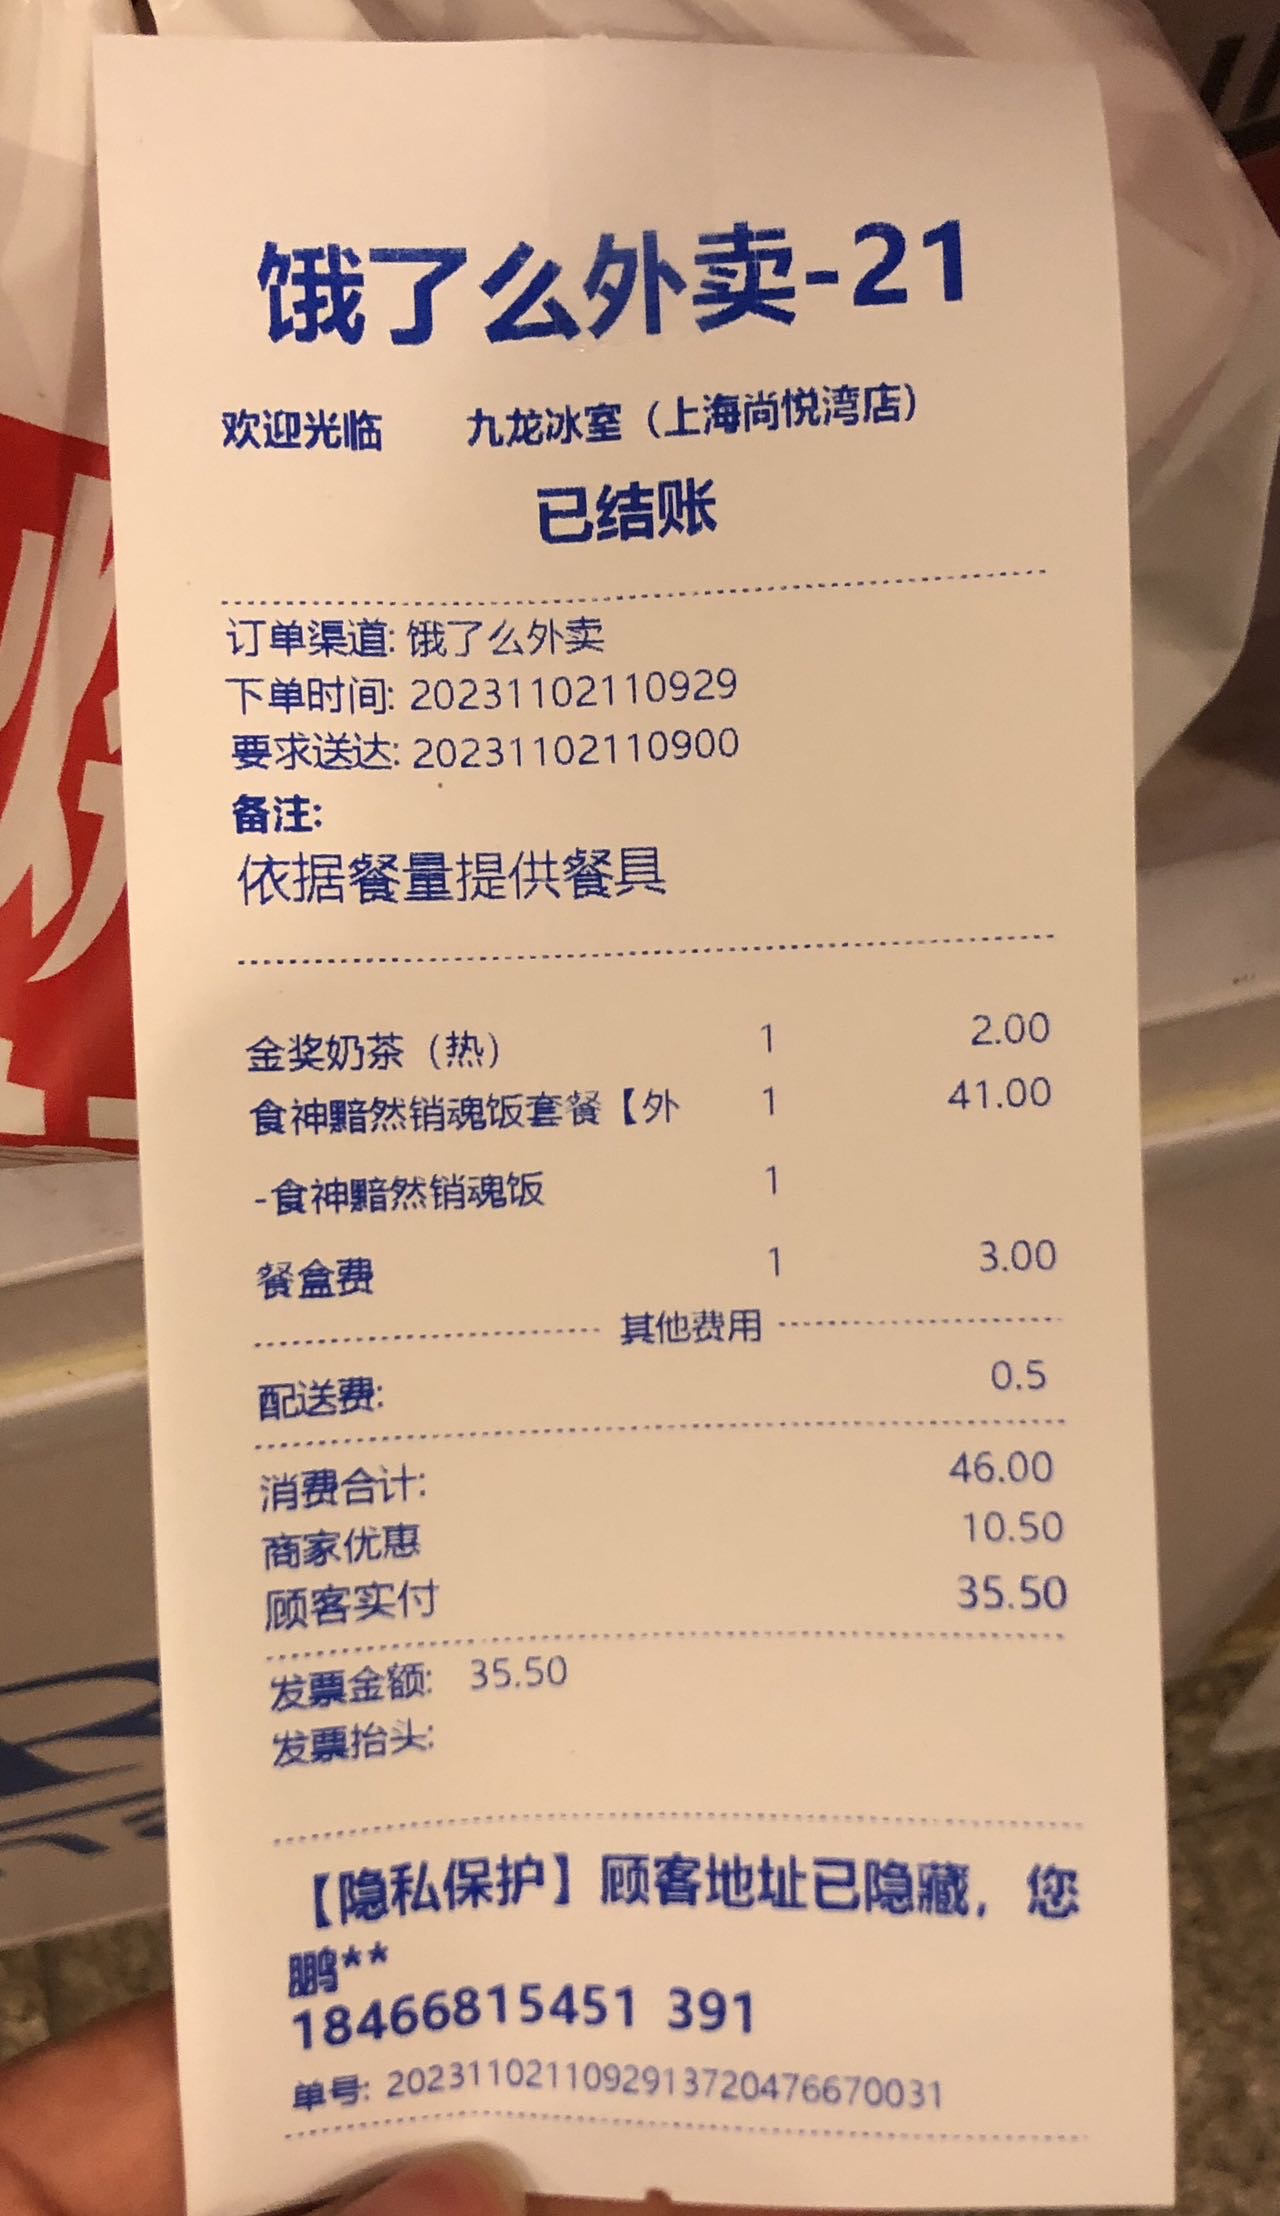 饿了么外卖-21
欢迎光临 九龙冰室（上海尚悦湾店）
已结账
订单渠道: 饿了么外卖
下单时间: 20231102110929
要求送达: 20231102110900
备注:
依据餐量提供餐具
金奖奶茶（热） 1 2.00
食神黯然销魂饭套餐【外 1 41.00
-食神黯然销魂饭 1
餐盒费 1 3.00
其他费用
配送费: 0.5
消费合计: 46.00
商家优惠 10.50
顾客实付 35.50
发票金额: 35.50
发票抬头:
【隐私保护】顾客地址已隐藏，您
鹏**
18466815451 391
单号: 2023110211092913720476670031